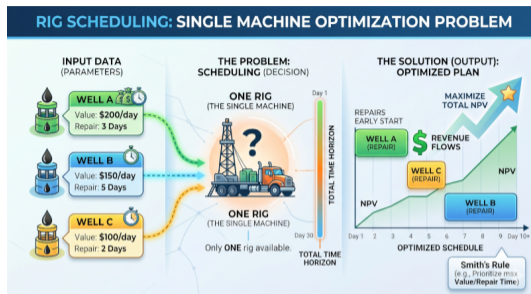 RIG SCHEDULING: SINGLE MACHINE OPTIMIZATION PROBLEM
INPUT DATA
(PARAMETERS)
WELL A
Value: $200/day
Repair: 3 Days
WELL B
Value: $150/day
Repair: 5 Days
WELL C
Value: $100/day
Repair: 2 Days
THE PROBLEM:
SCHEDULING (DECISION)
ONE RIG
(THE SINGLE MACHINE)
?
ONE RIG
(THE SINGLE MACHINE)
Only ONE rig available.
Day 1
TOTAL TIME HORIZON
Day 30
TOTAL TIME
HORIZON
THE SOLUTION (OUTPUT):
OPTIMIZED PLAN
MAXIMIZE
TOTAL NPV
REPAIRS
EARLY START
WELL A
(REPAIR)
$ REVENUE
FLOWS
WELL C
(REPAIR)
WELL B
(REPAIR)
NPV
NPV
Day 1 2 3 4 5 6 7 8 9 Day 10+
OPTIMIZED SCHEDULE
Smith's Rule
(e.g., Prioritize max
Value/Repair Time)